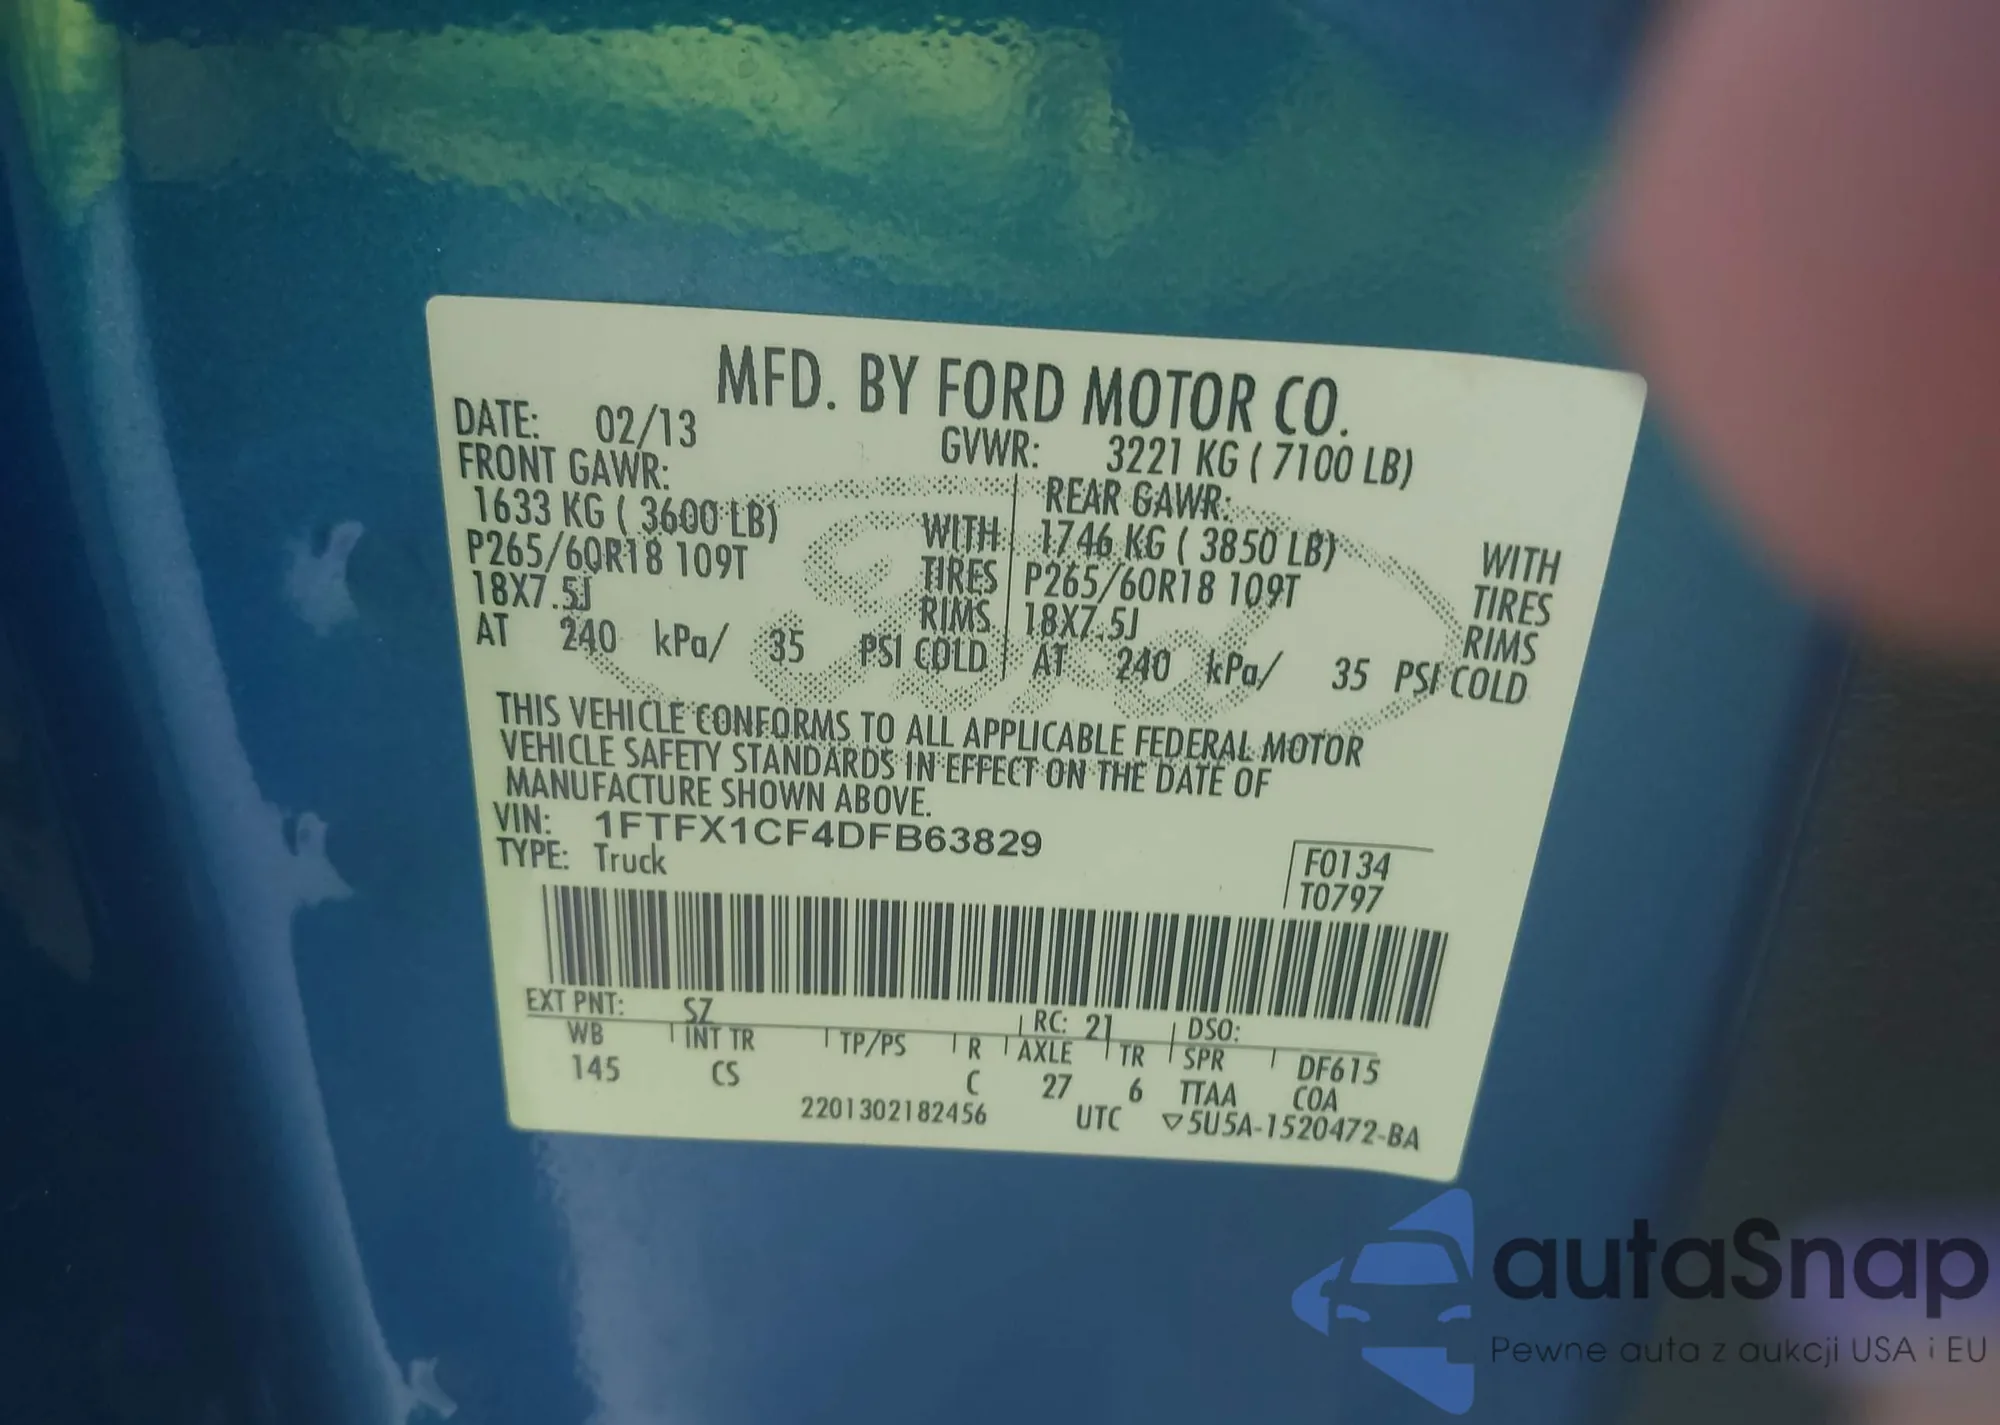 MFD. BY FORD MOTOR CO.
DATE: 02/13 GVWR: 3221 KG ( 7100 LB)
FRONT GAWR: REAR GAWR:
1633 KG ( 3600 LB) WITH 1746 KG ( 3850 LB) WITH
P265/60R18 109T TIRES P265/60R18 109T TIRES
18X7.5J RIMS 18X7.5J RIMS
AT 240 kPa/ 35 PSI COLD AT 240 kPa/ 35 PSI COLD
THIS VEHICLE CONFORMS TO ALL APPLICABLE FEDERAL MOTOR
VEHICLE SAFETY STANDARDS IN EFFECT ON THE DATE OF
MANUFACTURE SHOWN ABOVE.
VIN: 1FTFX1CF4DFB63829
TYPE: Truck
F0134
T0797
EXT PNT: SZ RC: 21 DSO:
WB INT TR TP/PS R AXLE TR SPR DF615
145 CS C 27 6 TTAA COA
2201302182456 UTC ▽5U5A-1520472-BA
autaSnap
Pewne auta z aukcji USA i EU